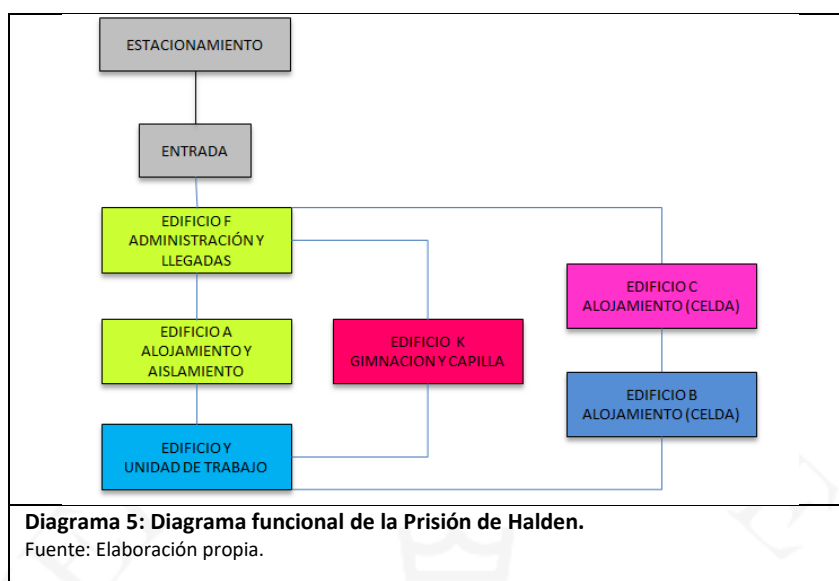 ESTACIONAMIENTO
ENTRADA
EDIFICIO F
ADMINISTRACIÓN Y
LLEGADAS
EDIFICIO A
ALOJAMIENTO Y
AISLAMIENTO
EDIFICIO Y
UNIDAD DE TRABAJO
EDIFICIO K
GIMNACION Y CAPILLA
EDIFICIO C
ALOJAMIENTO (CELDA)
EDIFICIO B
ALOJAMIENTO (CELDA)
Diagrama 5: Diagrama funcional de la Prisión de Halden.
Fuente: Elaboración propia.